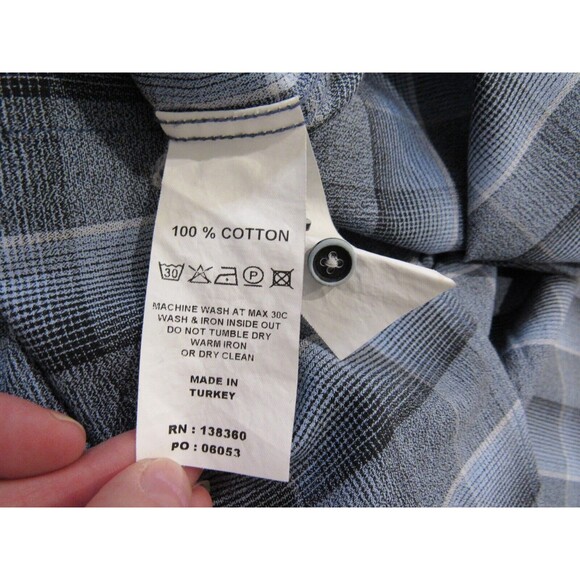 100 % COTTON
30 P
MACHINE WASH AT MAX 30C
WASH & IRON INSIDE OUT
DO NOT TUMBLE DRY
WARM IRON
OR DRY CLEAN
MADE IN
TURKEY
RN : 138360
PO : 06053